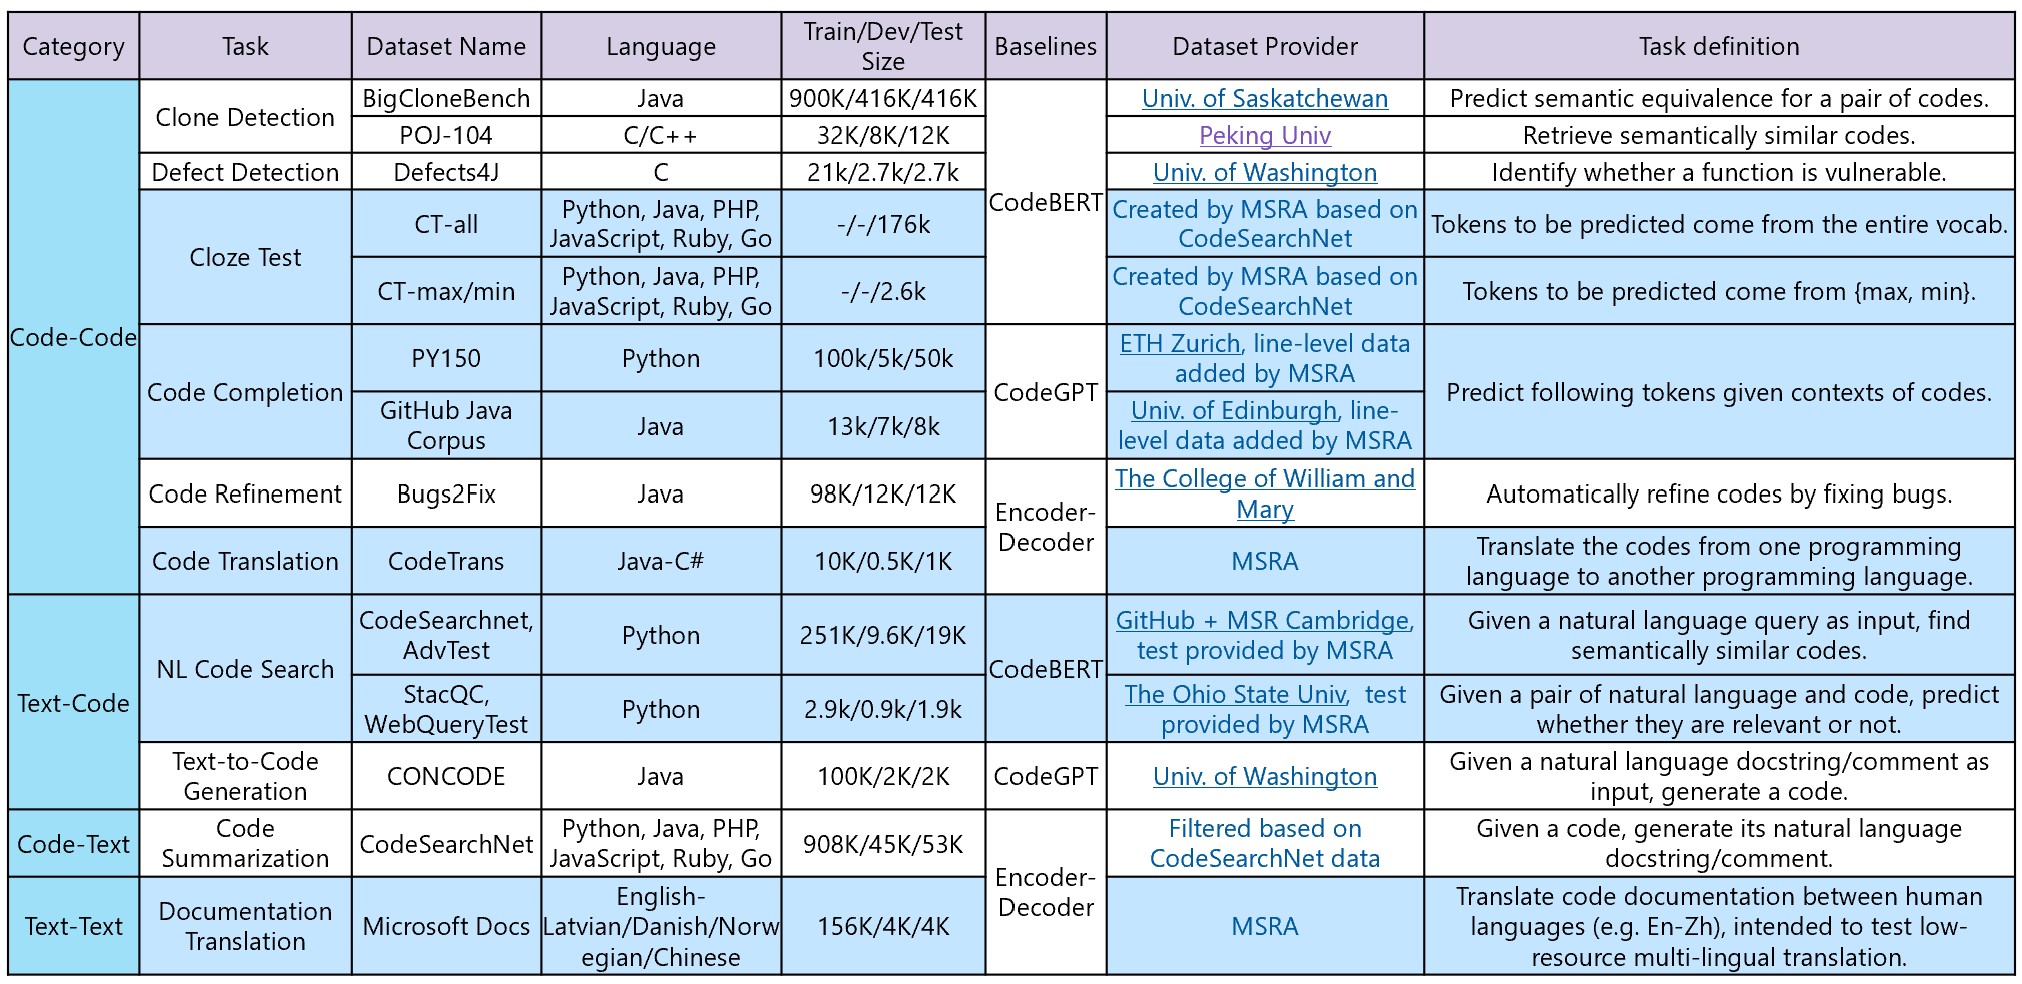 Category
Task
Dataset Name
Language
Train/Dev/Test
Size
Baselines
Dataset Provider
Task definition
Code-Code
Clone Detection
BigCloneBench
Java
900K/416K/416K
CodeBERT
Univ. of Saskatchewan
Predict semantic equivalence for a pair of codes.
POJ-104
C/C++
32K/8K/12K
Peking Univ
Retrieve semantically similar codes.
Defect Detection
Defects4J
C
21k/2.7k/2.7k
Univ. of Washington
Identify whether a function is vulnerable.
Cloze Test
CT-all
Python, Java, PHP,
JavaScript, Ruby, Go
-/-/176k
Created by MSRA based on
CodeSearchNet
Tokens to be predicted come from the entire vocab.
CT-max/min
Python, Java, PHP,
JavaScript, Ruby, Go
-/-/2.6k
Created by MSRA based on
CodeSearchNet
Tokens to be predicted come from {max, min}.
Code Completion
PY150
Python
100k/5k/50k
CodeGPT
ETH Zurich, line-level data
added by MSRA
Predict following tokens given contexts of codes.
GitHub Java
Corpus
Java
13k/7k/8k
Univ. of Edinburgh, line-
level data added by MSRA
Code Refinement
Bugs2Fix
Java
98K/12K/12K
Encoder-
Decoder
The College of William and
Mary
Automatically refine codes by fixing bugs.
Code Translation
CodeTrans
Java-C#
10K/0.5K/1K
MSRA
Translate the codes from one programming
language to another programming language.
Text-Code
NL Code Search
CodeSearchnet,
AdvTest
Python
251K/9.6K/19K
CodeBERT
GitHub + MSR Cambridge,
test provided by MSRA
Given a natural language query as input, find
semantically similar codes.
StacQC,
WebQueryTest
Python
2.9k/0.9k/1.9k
The Ohio State Univ, test
provided by MSRA
Given a pair of natural language and code, predict
whether they are relevant or not.
Text-to-Code
Generation
CONCODE
Java
100K/2K/2K
CodeGPT
Univ. of Washington
Given a natural language docstring/comment as
input, generate a code.
Code-Text
Code
Summarization
CodeSearchNet
Python, Java, PHP,
JavaScript, Ruby, Go
908K/45K/53K
Encoder-
Decoder
Filtered based on
CodeSearchNet data
Given a code, generate its natural language
docstring/comment.
Text-Text
Documentation
Translation
Microsoft Docs
English-
Latvian/Danish/Norw
egian/Chinese
156K/4K/4K
MSRA
Translate code documentation between human
languages (e.g. En-Zh), intended to test low-
resource multi-lingual translation.